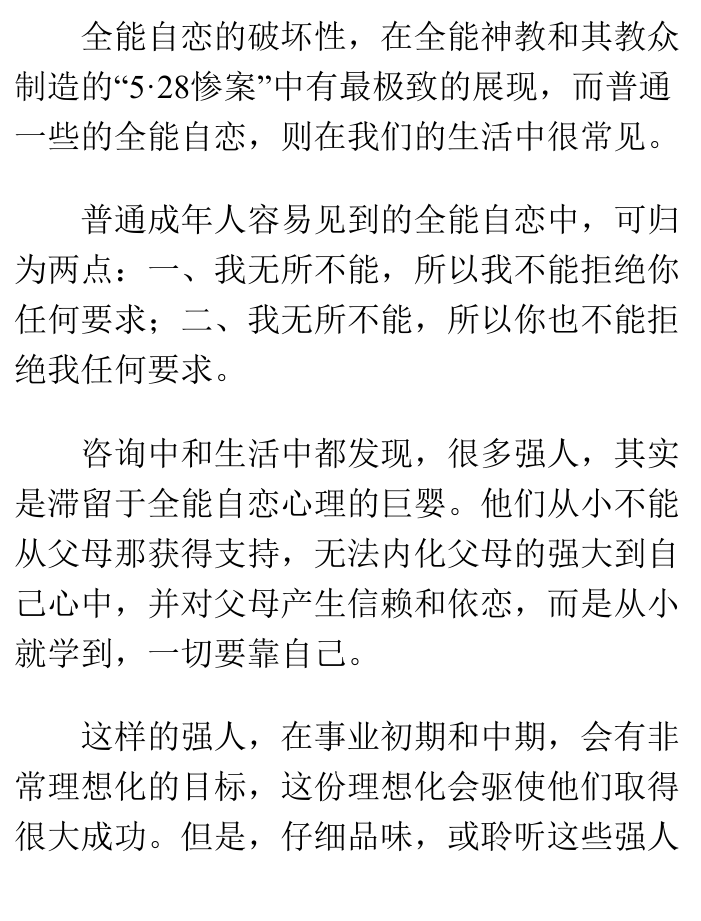 全能自恋的破坏性，在全能神教和其教众
制造的“5·28惨案”中有最极致的展现，而普通
一些的全能自恋，则在我们的生活中很常见。
普通成年人容易见到的全能自恋中，可归
为两点：一、我无所不能，所以我不能拒绝你
任何要求；二、我无所不能，所以你也不能拒
绝我任何要求。
咨询中和生活中都发现，很多强人，其实
是滞留于全能自恋心理的巨婴。他们从小不能
从父母那获得支持，无法内化父母的强大到自
己心中，并对父母产生信赖和依恋，而是从小
就学到，一切要靠自己。
这样的强人，在事业初期和中期，会有非
常理想化的目标，这份理想化会驱使他们取得
很大成功。但是，仔细品味，或聆听这些强人